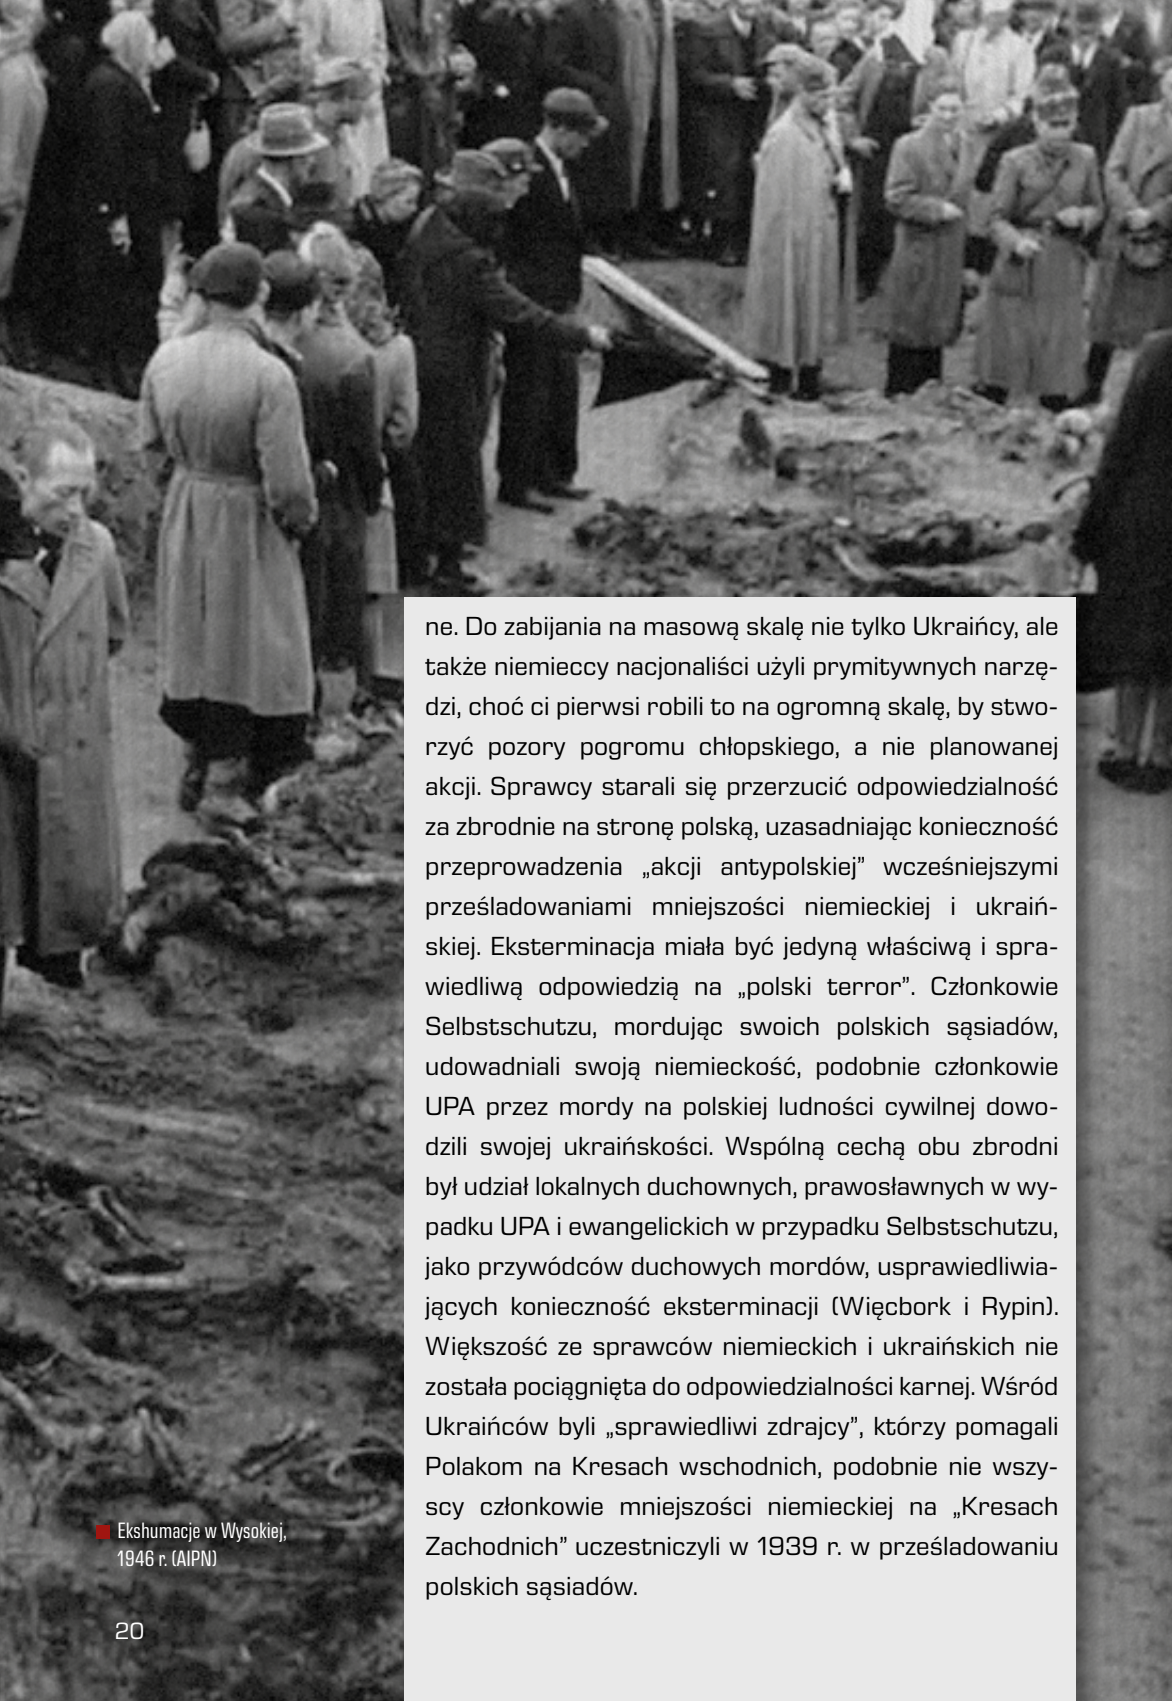 ne. Do zabijania na masową skalę nie tylko Ukraińcy, ale
także niemieccy nacjonaliści użyli prymitywnych narzę-
dzi, choć ci pierwsi robili to na ogromną skalę, by stwo-
rzyć pozory pogromu chłopskiego, a nie planowanej
akcji. Sprawcy starali się przerzucić odpowiedzialność
za zbrodnie na stronę polską, uzasadniając konieczność
przeprowadzenia „akcji antypolskiej” wcześniejszymi
prześladowaniami mniejszości niemieckiej i ukraiń-
skiej. Eksterminacja miała być jedyną właściwą i spra-
wiedliwą odpowiedzią na „polski terror”. Członkowie
Selbstschutzu, mordując swoich polskich sąsiadów,
udowadniali swoją niemieckość, podobnie członkowie
UPA przez mordy na polskiej ludności cywilnej dowo-
dzili swojej ukraińskości. Wspólną cechą obu zbrodni
był udział lokalnych duchownych, prawosławnych w wy-
padku UPA i ewangelickich w przypadku Selbstschutzu,
jako przywódców duchowych mordów, usprawiedliwia-
jących konieczność eksterminacji (Więcbork i Rypin).
Większość ze sprawców niemieckich i ukraińskich nie
została pociągnięta do odpowiedzialności karnej. Wśród
Ukraińców byli „sprawiedliwi zdrajcy”, którzy pomagali
Polakom na Kresach wschodnich, podobnie nie wszy-
scy członkowie mniejszości niemieckiej na „Kresach
Zachodnich” uczestniczyli w 1939 r. w prześladowaniu
polskich sąsiadów.
Ekshumacje w Wysokiej,
1946 r. (AIPN)
20